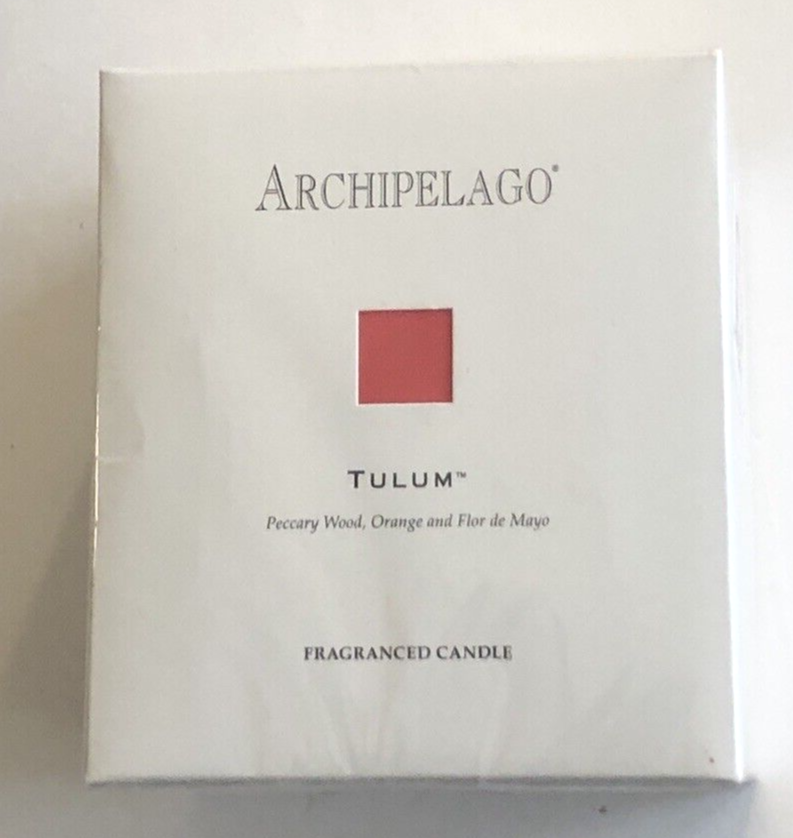 ARCHIPELAGO®
TULUM™
Peccary Wood, Orange and Flor de Mayo
FRAGRANCED CANDLE